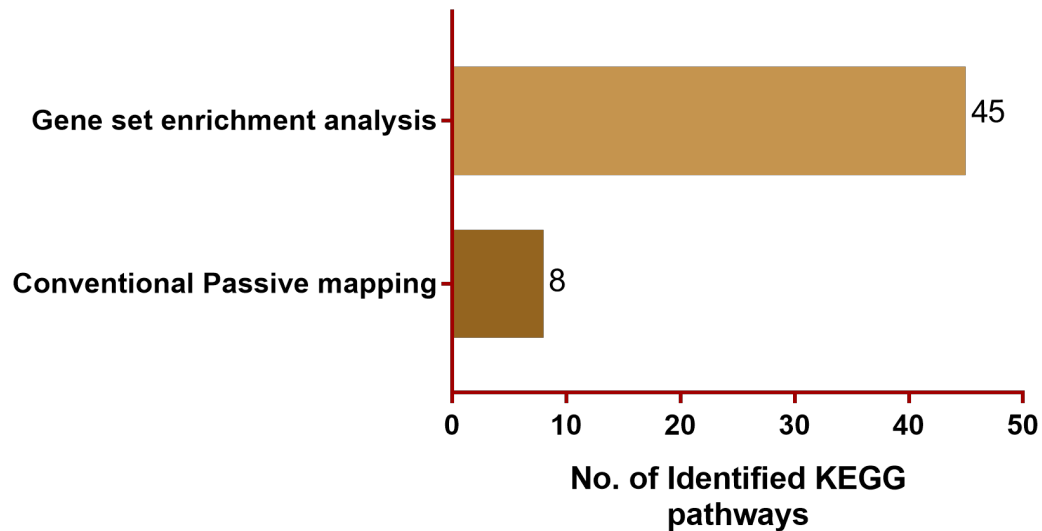 Gene set enrichment analysis
45
Conventional Passive mapping
8
0 10 20 30 40 50
No. of Identified KEGG
pathways